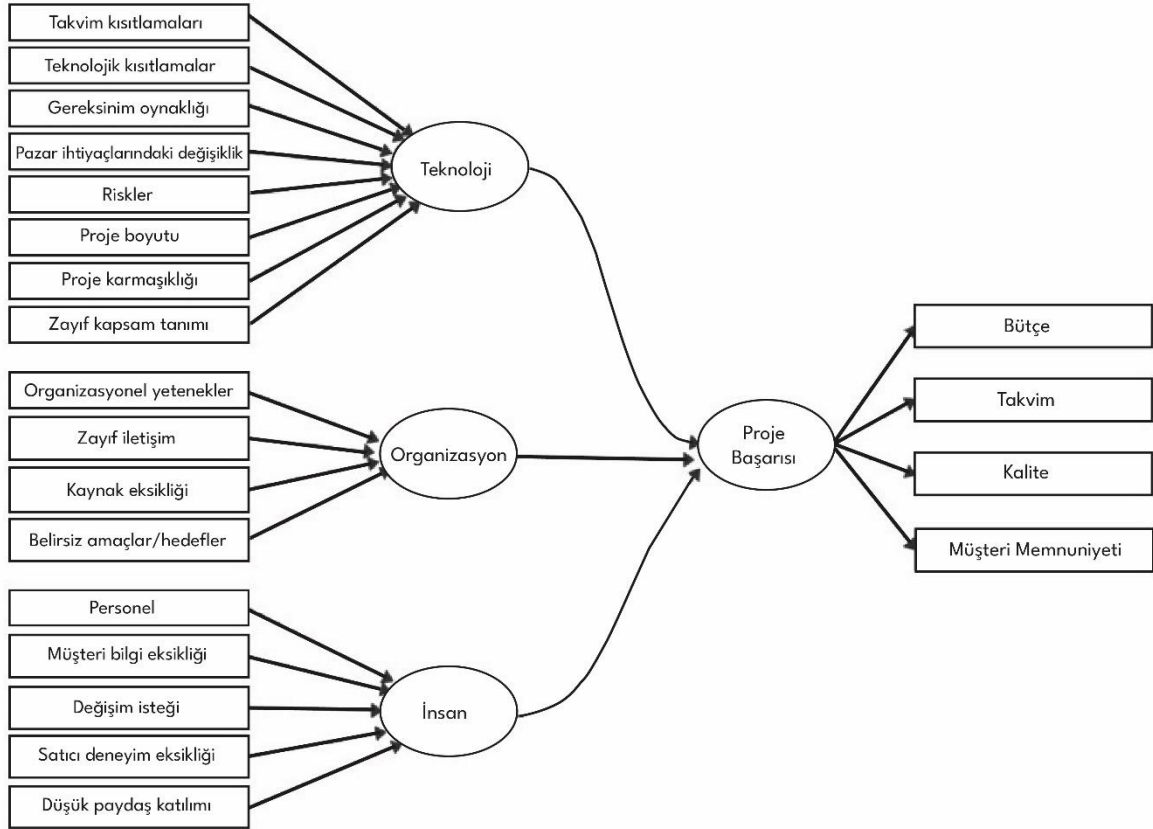 Takvim kısıtlamaları
Teknolojik kısıtlamalar
Gereksinim oynaklığı
Pazar ihtiyaçlarındaki değişiklik
Riskler
Proje boyutu
Proje karmaşıklığı
Zayıf kapsam tanımı
Teknoloji
Organizasyonel yetenekler
Zayıf iletişim
Kaynak eksikliği
Belirsiz amaçlar/hedefler
Organizasyon
Personel
Müşteri bilgi eksikliği
Değişim isteği
Satıcı deneyim eksikliği
Düşük paydaş katılımı
İnsan
Proje
Başarısı
Bütçe
Takvim
Kalite
Müşteri Memnuniyeti